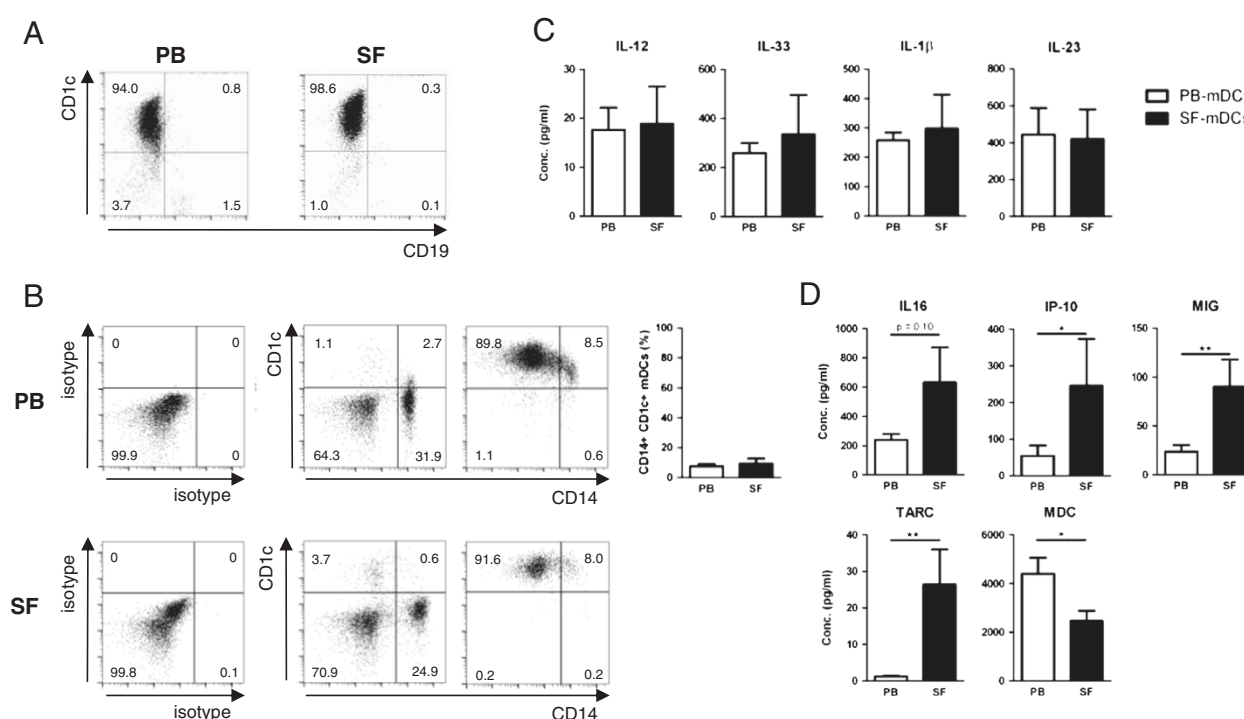 A
PB
SF
CD1c
94.0
0.8
3.7
1.5
98.6
0.3
1.0
0.1
CD19
B
PB
isotype
0
0
99.9
0
isotype
CD1c
1.1
2.7
64.3
31.9
89.8
8.5
1.1
0.6
CD14
CD14+ CD1c+ mDCs (%)
100
80
60
40
20
0
PB
SF
SF
isotype
0
0
99.8
0.1
isotype
CD1c
3.7
0.6
70.9
24.9
91.6
8.0
0.2
0.2
CD14
C
IL-12
Conc. (pg/ml)
30
20
10
0
PB
SF
IL-33
600
400
200
0
PB
SF
IL-1β
500
400
300
200
100
0
PB
SF
IL-23
800
600
400
200
0
PB
SF
PB-mDC
SF-mDCs
D
IL16
Conc. (pg/ml)
1000
800
600
400
200
p = 0.10
PB
SF
IP-10
400
300
200
100
0
*
PB
SF
MIG
150
100
50
0
**
PB
SF
TARC
Conc. (pg/ml)
40
30
20
10
0
**
PB
SF
MDC
6000
4000
2000
0
*
PB
SF